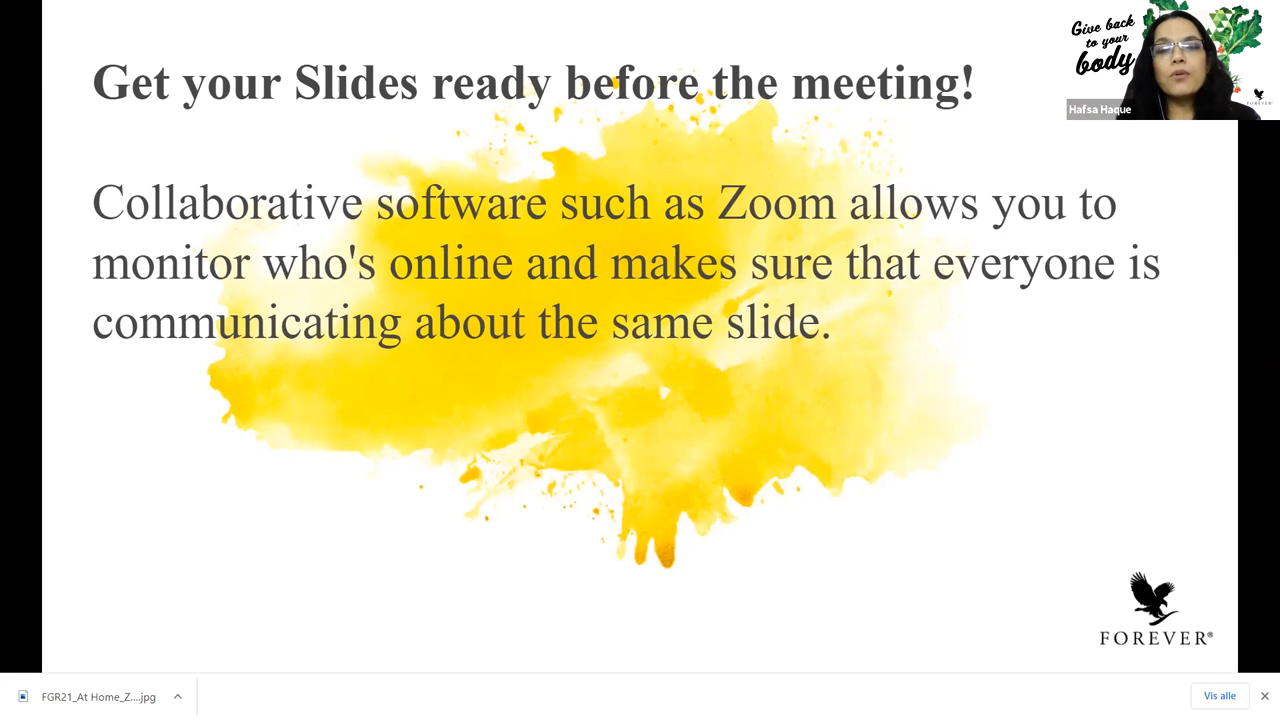 Get your Slides ready before the meeting!
Collaborative software such as Zoom allows you to
monitor who's online and makes sure that everyone is
communicating about the same slide.
Give back
to your
body
FOREVER
Hafsa Haque
FOREVER®
FGR21_At Home_Z....jpg
Vis alle